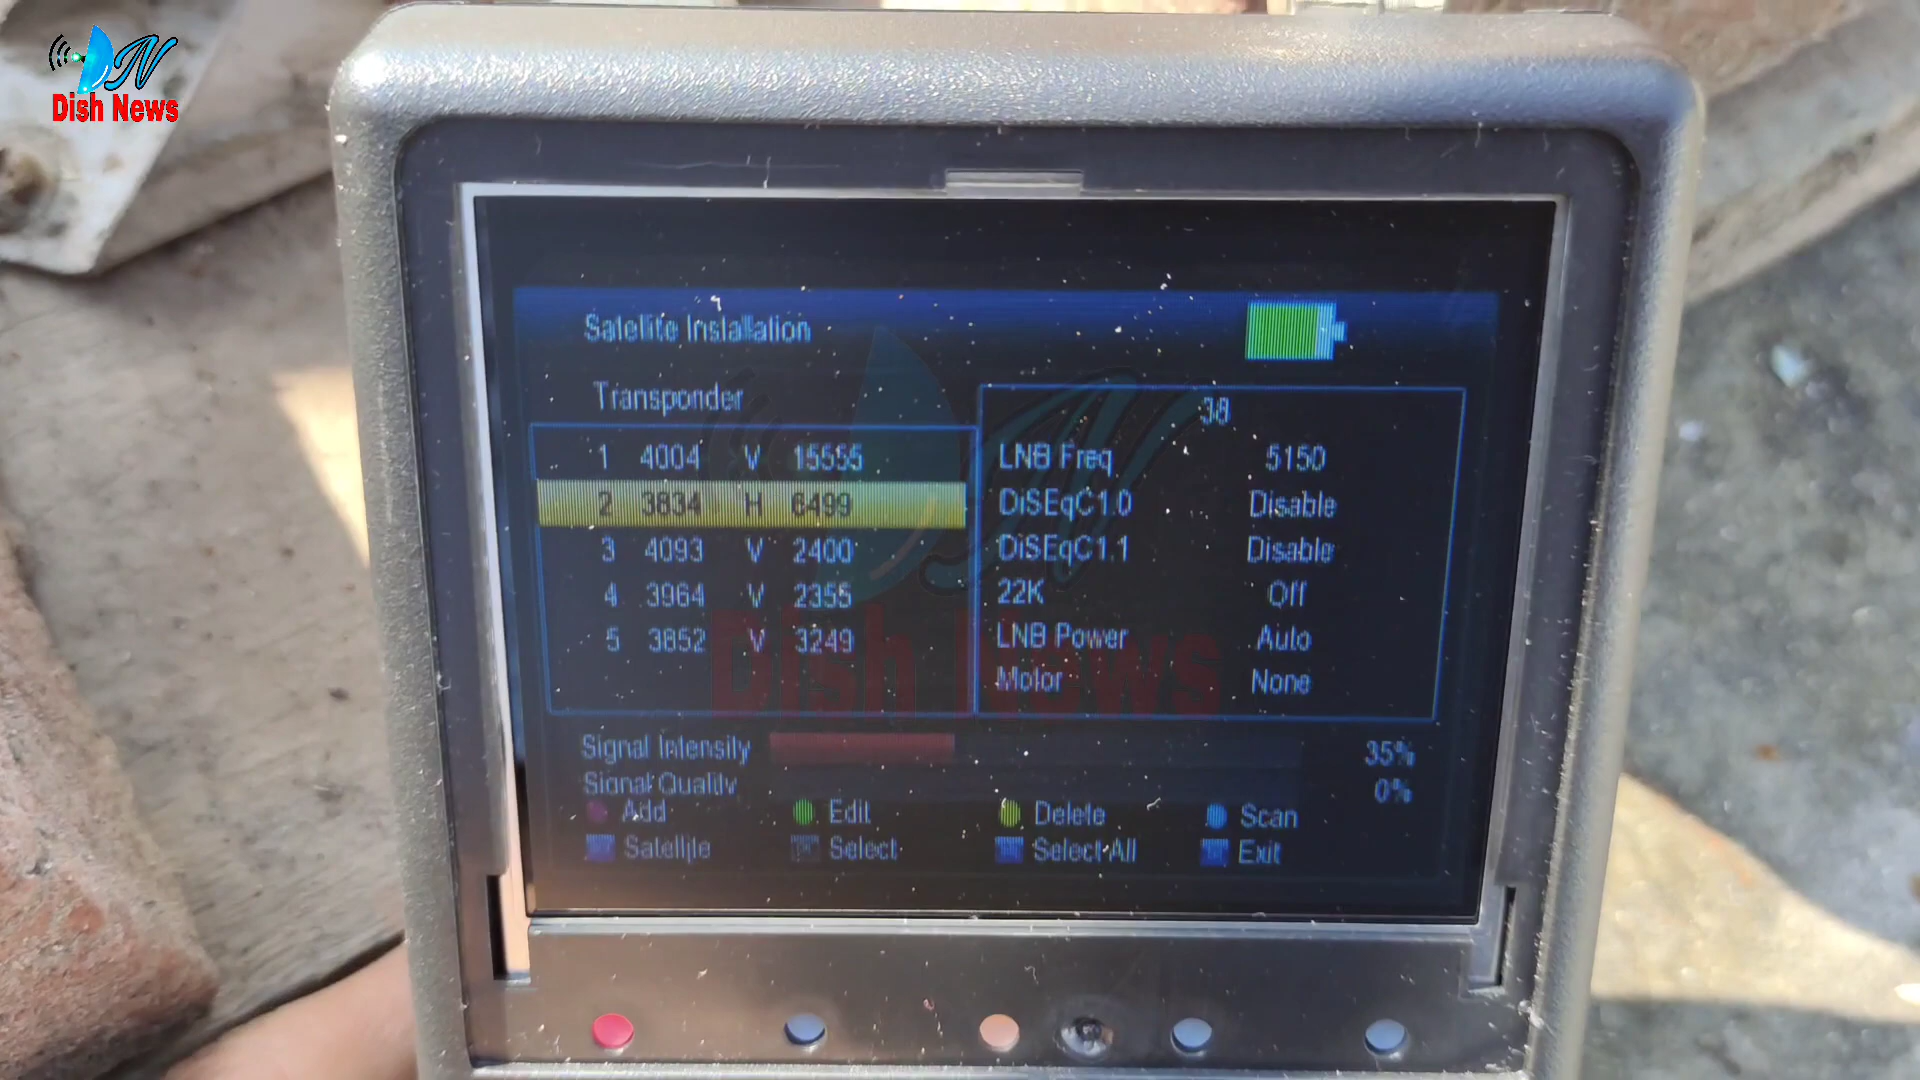 Dish News
Satellite Installation
Transponder
38
1 4004 V 15555
2 3834 H 6499
3 4093 V 2400
4 3964 V 2355
5 3852 V 3249
LNB Freq 5150
DiSEqC1.0 Disable
DiSEqC1.1 Disable
22K Off
LNB Power Auto
Motor None
Dish News
Signal Intensity 35%
Signal Quality 0%
Add Edit Delete Scan
Satellite Select Select All Exit